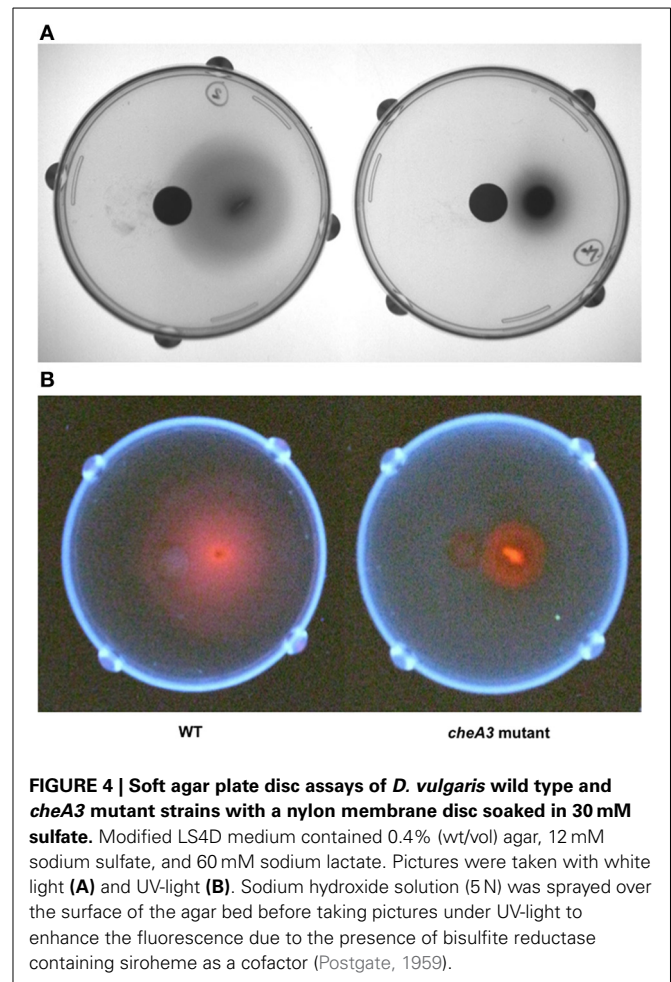 A
B
WT
cheA3 mutant
FIGURE 4 | Soft agar plate disc assays of D. vulgaris wild type and
cheA3 mutant strains with a nylon membrane disc soaked in 30 mM
sulfate. Modified LS4D medium contained 0.4% (wt/vol) agar, 12 mM
sodium sulfate, and 60 mM sodium lactate. Pictures were taken with white
light (A) and UV-light (B). Sodium hydroxide solution (5 N) was sprayed over
the surface of the agar bed before taking pictures under UV-light to
enhance the fluorescence due to the presence of bisulfite reductase
containing siroheme as a cofactor (Postgate, 1959).